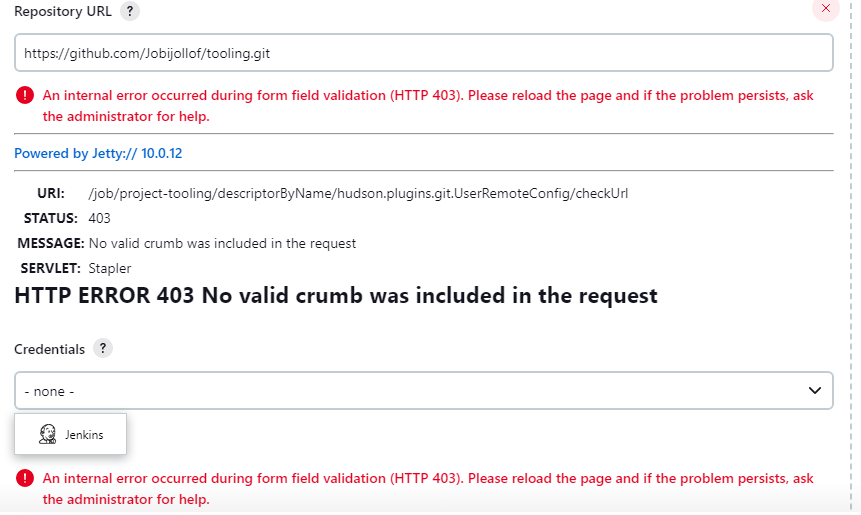 Repository URL ?
https://github.com/Jobijollof/tooling.git
An internal error occurred during form field validation (HTTP 403). Please reload the page and if the problem persists, ask
the administrator for help.
Powered by Jetty:// 10.0.12
URI: /job/project-tooling/descriptorByName/hudson.plugins.git.UserRemoteConfig/checkUrl
STATUS: 403
MESSAGE: No valid crumb was included in the request
SERVLET: Stapler
HTTP ERROR 403 No valid crumb was included in the request
Credentials ?
- none -
Jenkins
An internal error occurred during form field validation (HTTP 403). Please reload the page and if the problem persists, ask
the administrator for help.